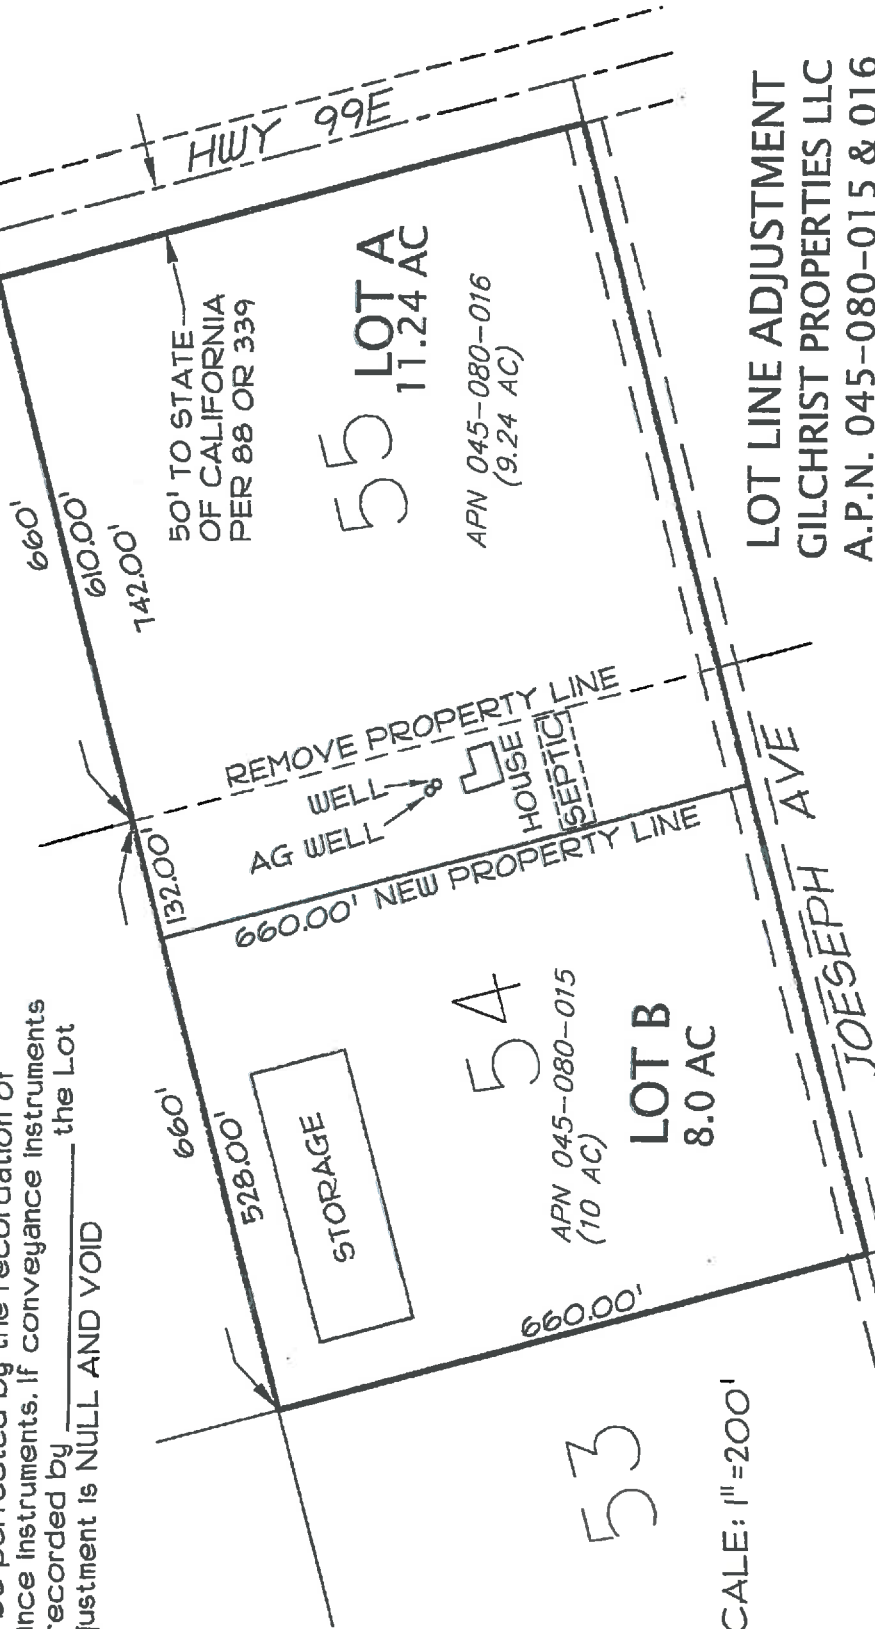 be perfected by the recordation of
ance instruments. If conveyance instruments
recorded by ________ the Lot
justment is NULL AND VOID
HWY 99E
660'
610.00'
742.00'
50' TO STATE
OF CALIFORNIA
PER 88 OR 339
55
LOT A
11.24 AC
APN 045-080-016
(9.24 AC)
REMOVE PROPERTY LINE
WELL
AG WELL
HOUSE
SEPTIC
132.00'
660.00' NEW PROPERTY LINE
660'
528.00'
STORAGE
54
APN 045-080-015
(10 AC)
LOT B
8.0 AC
660.00'
53
JOESEPH AVE
CALE: 1"=200'
LOT LINE ADJUSTMENT
GILCHRIST PROPERTIES LLC
A.P.N. 045-080-015 & 016